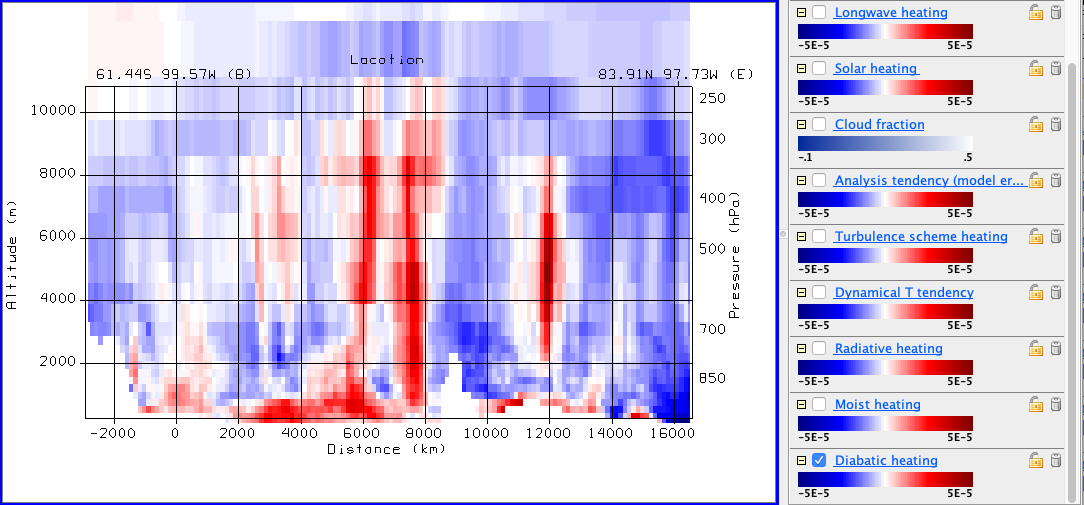 Location
61.44S 99.57W (B)
83.91N 97.73W (E)
10000
8000
6000
4000
2000
Altitude (m)
250
300
400
500
700
850
Pressure (hPa)
-2000 0 2000 4000 6000 8000 10000 12000 14000 16000
Distance (km)
Longwave heating
-5E-5 5E-5
Solar heating
-5E-5 5E-5
Cloud fraction
-.1 .5
Analysis tendency (model er...
-5E-5 5E-5
Turbulence scheme heating
-5E-5 5E-5
Dynamical T tendency
-5E-5 5E-5
Radiative heating
-5E-5 5E-5
Moist heating
-5E-5 5E-5
Diabatic heating
-5E-5 5E-5